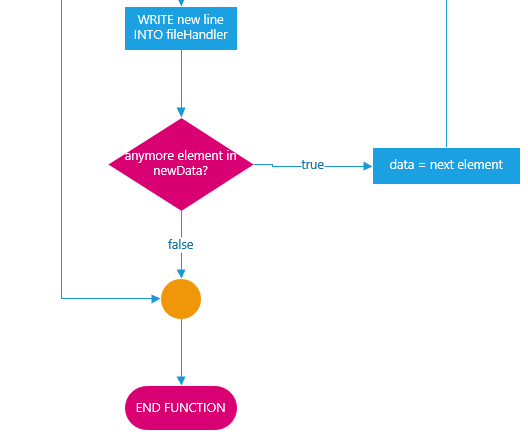 WRITE new line
INTO fileHandler
anymore element in
newData?
true
data = next element
false
END FUNCTION